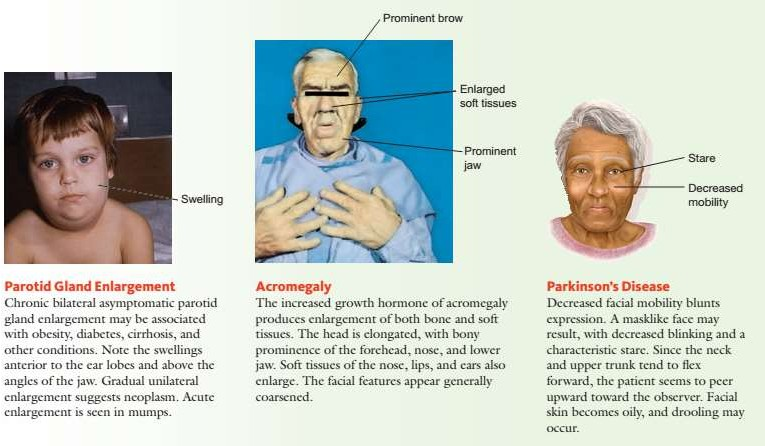 Prominent brow
Enlarged
soft tissues
Prominent
jaw
Swelling
Stare
Decreased
mobility
Parotid Gland Enlargement
Chronic bilateral asymptomatic parotid
gland enlargement may be associated
with obesity, diabetes, cirrhosis, and
other conditions. Note the swellings
anterior to the ear lobes and above the
angles of the jaw. Gradual unilateral
enlargement suggests neoplasm. Acute
enlargement is seen in mumps.
Acromegaly
The increased growth hormone of acromegaly
produces enlargement of both bone and soft
tissues. The head is elongated, with bony
prominence of the forehead, nose, and lower
jaw. Soft tissues of the nose, lips, and ears also
enlarge. The facial features appear generally
coarsened.
Parkinson's Disease
Decreased facial mobility blunts
expression. A masklike face may
result, with decreased blinking and a
characteristic stare. Since the neck
and upper trunk tend to flex
forward, the patient seems to peer
upward toward the observer. Facial
skin becomes oily, and drooling may
occur.